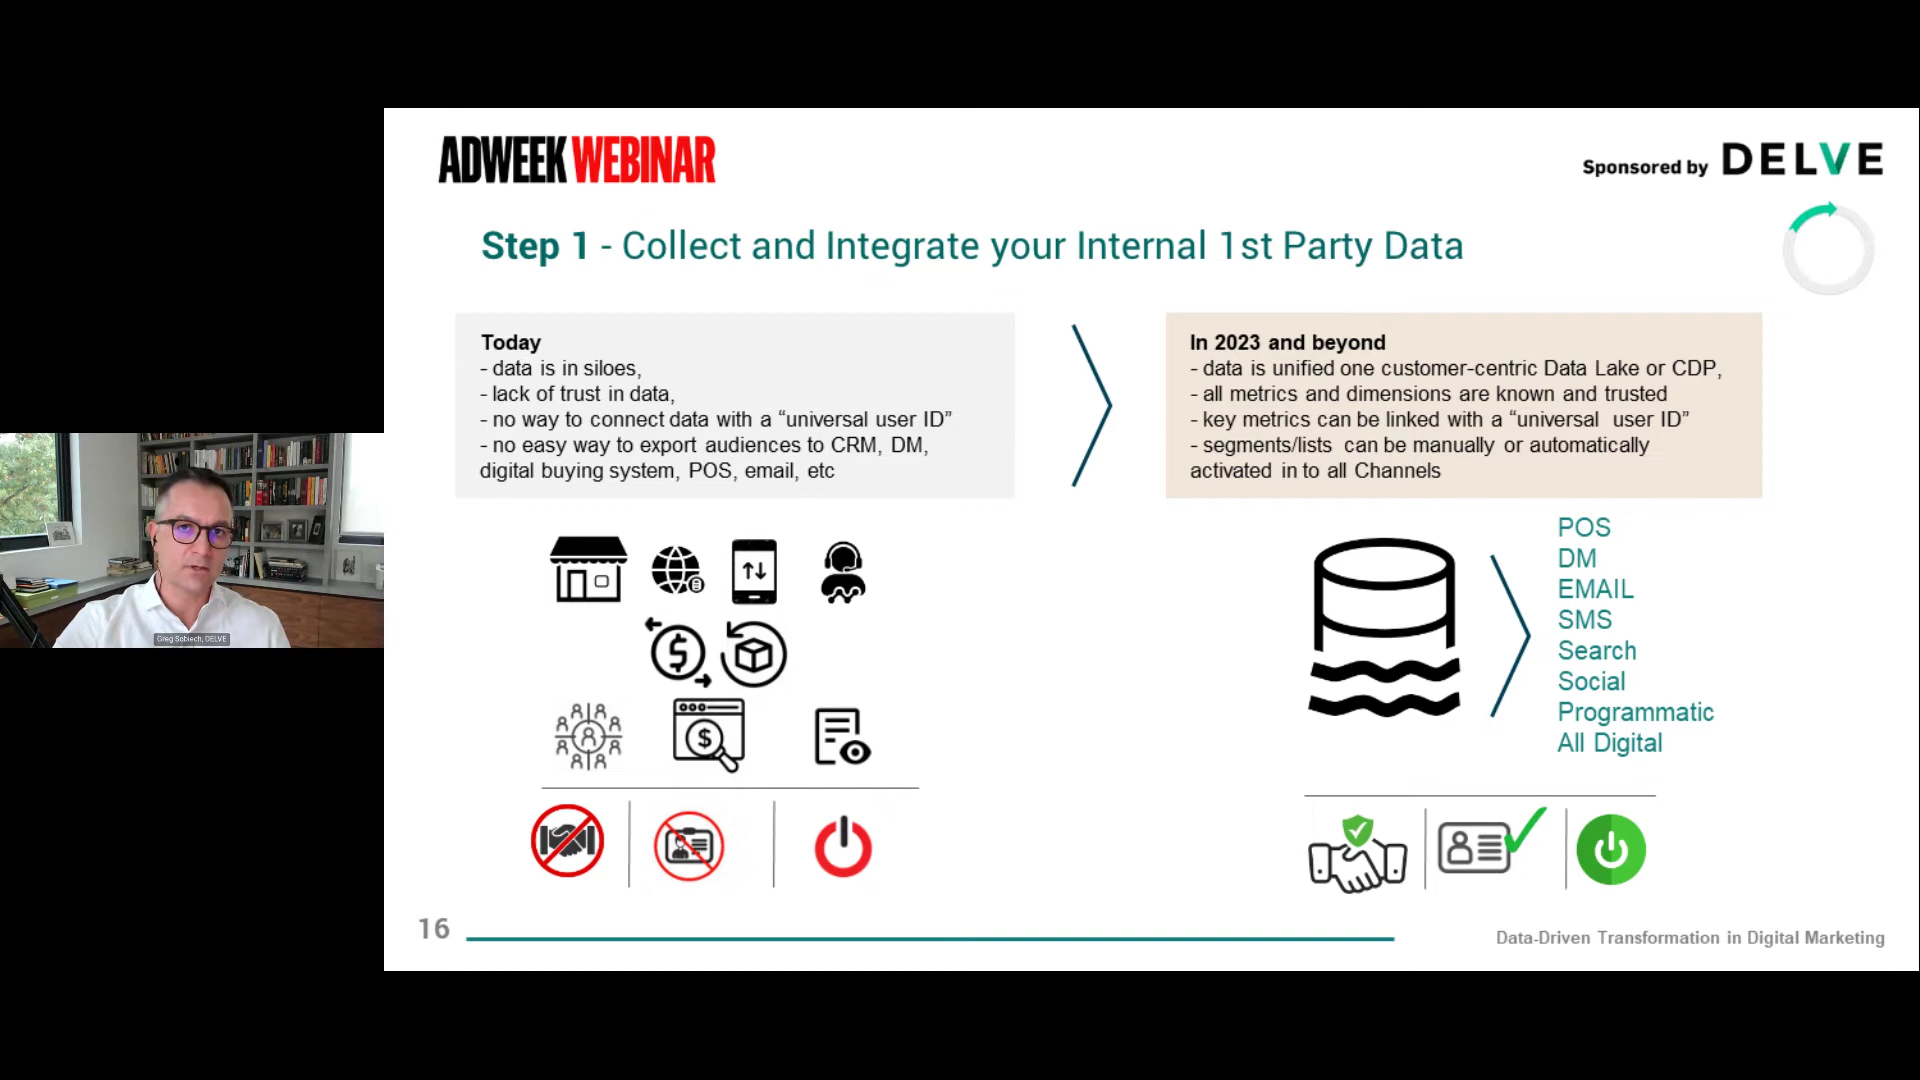 ADWEEK WEBINAR
Sponsored by DELVE
Step 1 - Collect and Integrate your Internal 1st Party Data
Today
- data is in siloes,
- lack of trust in data,
- no way to connect data with a “universal user ID”
- no easy way to export audiences to CRM, DM,
digital buying system, POS, email, etc
In 2023 and beyond
- data is unified one customer-centric Data Lake or CDP,
- all metrics and dimensions are known and trusted
- key metrics can be linked with a “universal user ID”
- segments/lists can be manually or automatically
activated in to all Channels
POS
DM
EMAIL
SMS
Search
Social
Programmatic
All Digital
Greg Sobiech, DELVE
16
Data-Driven Transformation in Digital Marketing